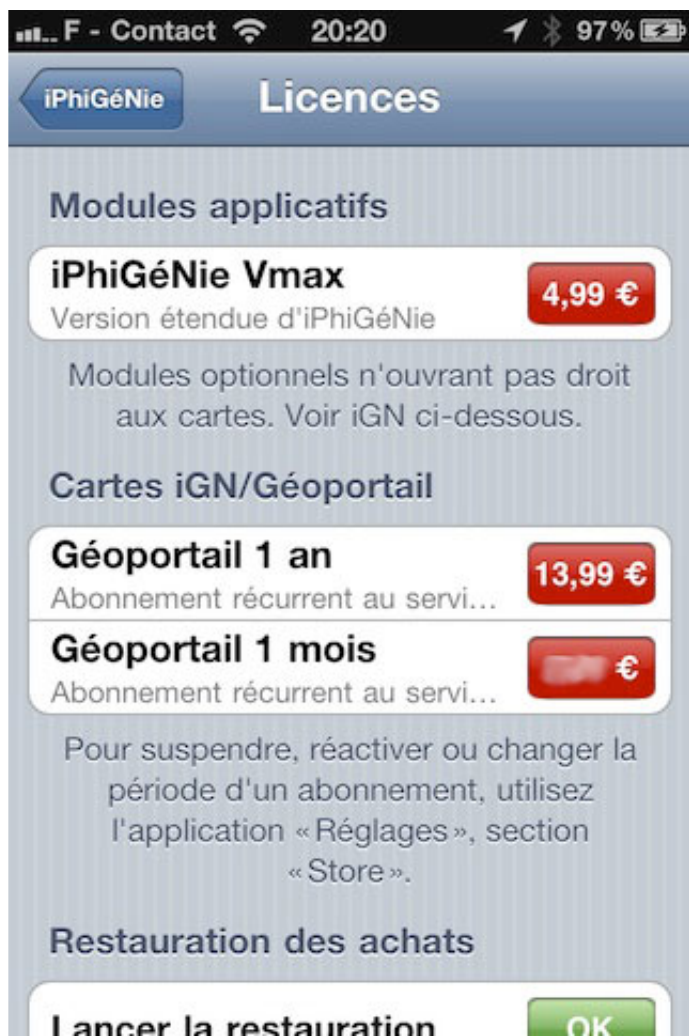 F - Contact 20:20 97%
iPhiGéNie Licences
Modules applicatifs
iPhiGéNie Vmax 4,99 €
Version étendue d'iPhiGéNie
Modules optionnels n'ouvrant pas droit
aux cartes. Voir iGN ci-dessous.
Cartes iGN/Géoportail
Géoportail 1 an 13,99 €
Abonnement récurrent au servi...
Géoportail 1 mois €
Abonnement récurrent au servi...
Pour suspendre, réactiver ou changer la
période d'un abonnement, utilisez
l'application «Réglages», section
«Store».
Restauration des achats
Lancer la restauration OK